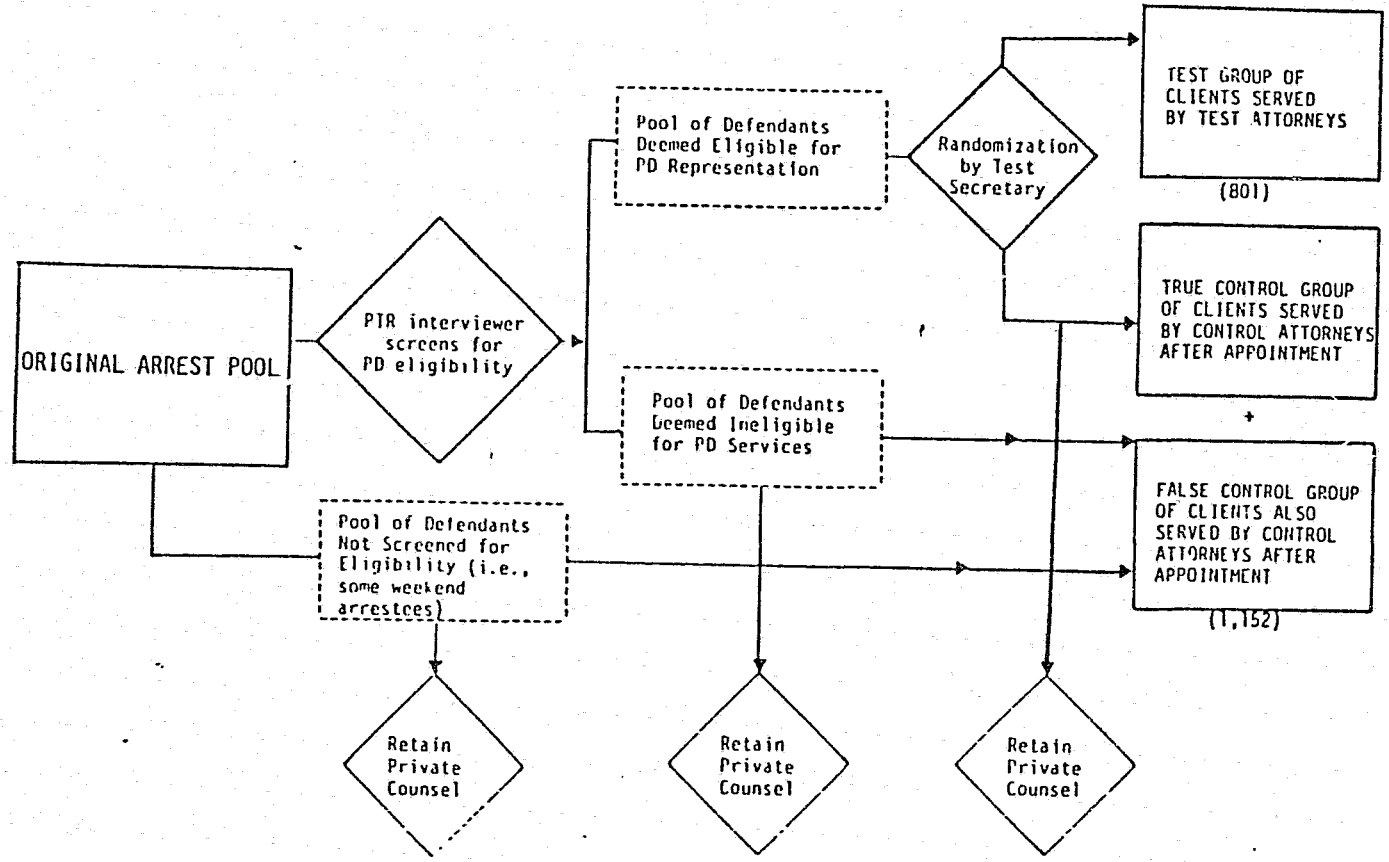 ORIGINAL ARREST POOL
PTR interviewer
screens for
PD eligibility
Pool of Defendants
Deemed Eligible for
PD Representation
Randomization
by Test
Secretary
TEST GROUP OF
CLIENTS SERVED
BY TEST ATTORNEYS
(801)
TRUE CONTROL GROUP
OF CLIENTS SERVED
BY CONTROL ATTORNEYS
AFTER APPOINTMENT
+
Pool of Defendants
Deemed Ineligible
for PD Services
FALSE CONTROL GROUP
OF CLIENTS ALSO
SERVED BY CONTROL
ATTORNEYS AFTER
APPOINTMENT
(1,152)
Pool of Defendants
Not Screened for
Eligibility (i.e.,
some weekend
arrestees)
Retain
Private
Counsel
Retain
Private
Counsel
Retain
Private
Counsel